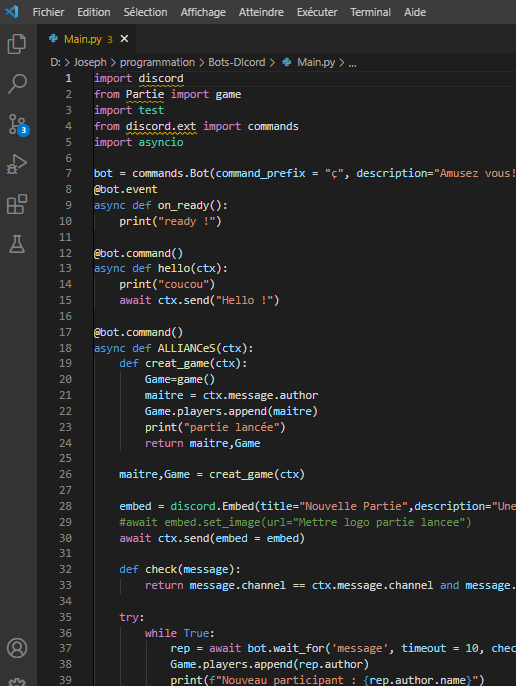 Fichier Edition Sélection Affichage Atteindre Exécuter Terminal Aide
Main.py 3 ×
D: > Joseph > programmation > Bots-DIcord > Main.py > ...
1 import discord
2 from Partie import game
3 import test
4 from discord.ext import commands
5 import asyncio
6
7 bot = commands.Bot(command_prefix = "ç", description="Amusez vous!
8 @bot.event
9 async def on_ready():
10     print("ready !")
11
12 @bot.command()
13 async def hello(ctx):
14     print("coucou")
15     await ctx.send("Hello !")
16
17 @bot.command()
18 async def ALLIANCeS(ctx):
19     def creat_game(ctx):
20         Game=game()
21         maitre = ctx.message.author
22         Game.players.append(maitre)
23         print("partie lancée")
24         return maitre,Game
25
26     maitre,Game = creat_game(ctx)
27
28     embed = discord.Embed(title="Nouvelle Partie",description="Une
29     #await embed.set_image(url="Mettre logo partie lancee")
30     await ctx.send(embed = embed)
31
32     def check(message):
33         return message.channel == ctx.message.channel and message.
34
35     try:
36         while True:
37             rep = await bot.wait_for('message', timeout = 10, chec
38             Game.players.append(rep.author)
39             print(f"Nouveau participant : {rep.author.name}")
3